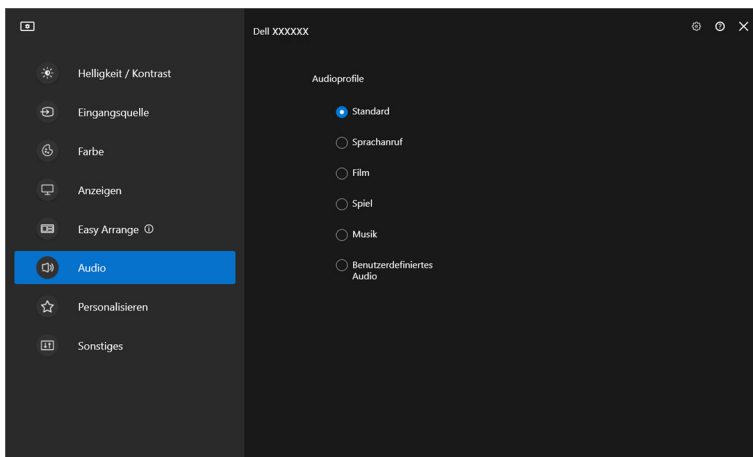 Dell XXXXXX
Helligkeit / Kontrast
Eingangsquelle
Farbe
Anzeigen
Easy Arrange
Audio
Personalisieren
Sonstiges
Audioprofile
Standard
Sprachanruf
Film
Spiel
Musik
Benutzerdefiniertes
Audio